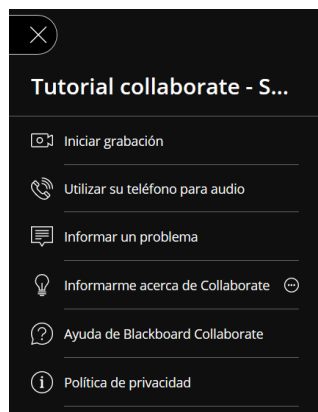 Tutorial collaborate - S...
Iniciar grabación
Utilizar su teléfono para audio
Informar un problema
Informarme acerca de Collaborate
Ayuda de Blackboard Collaborate
Política de privacidad